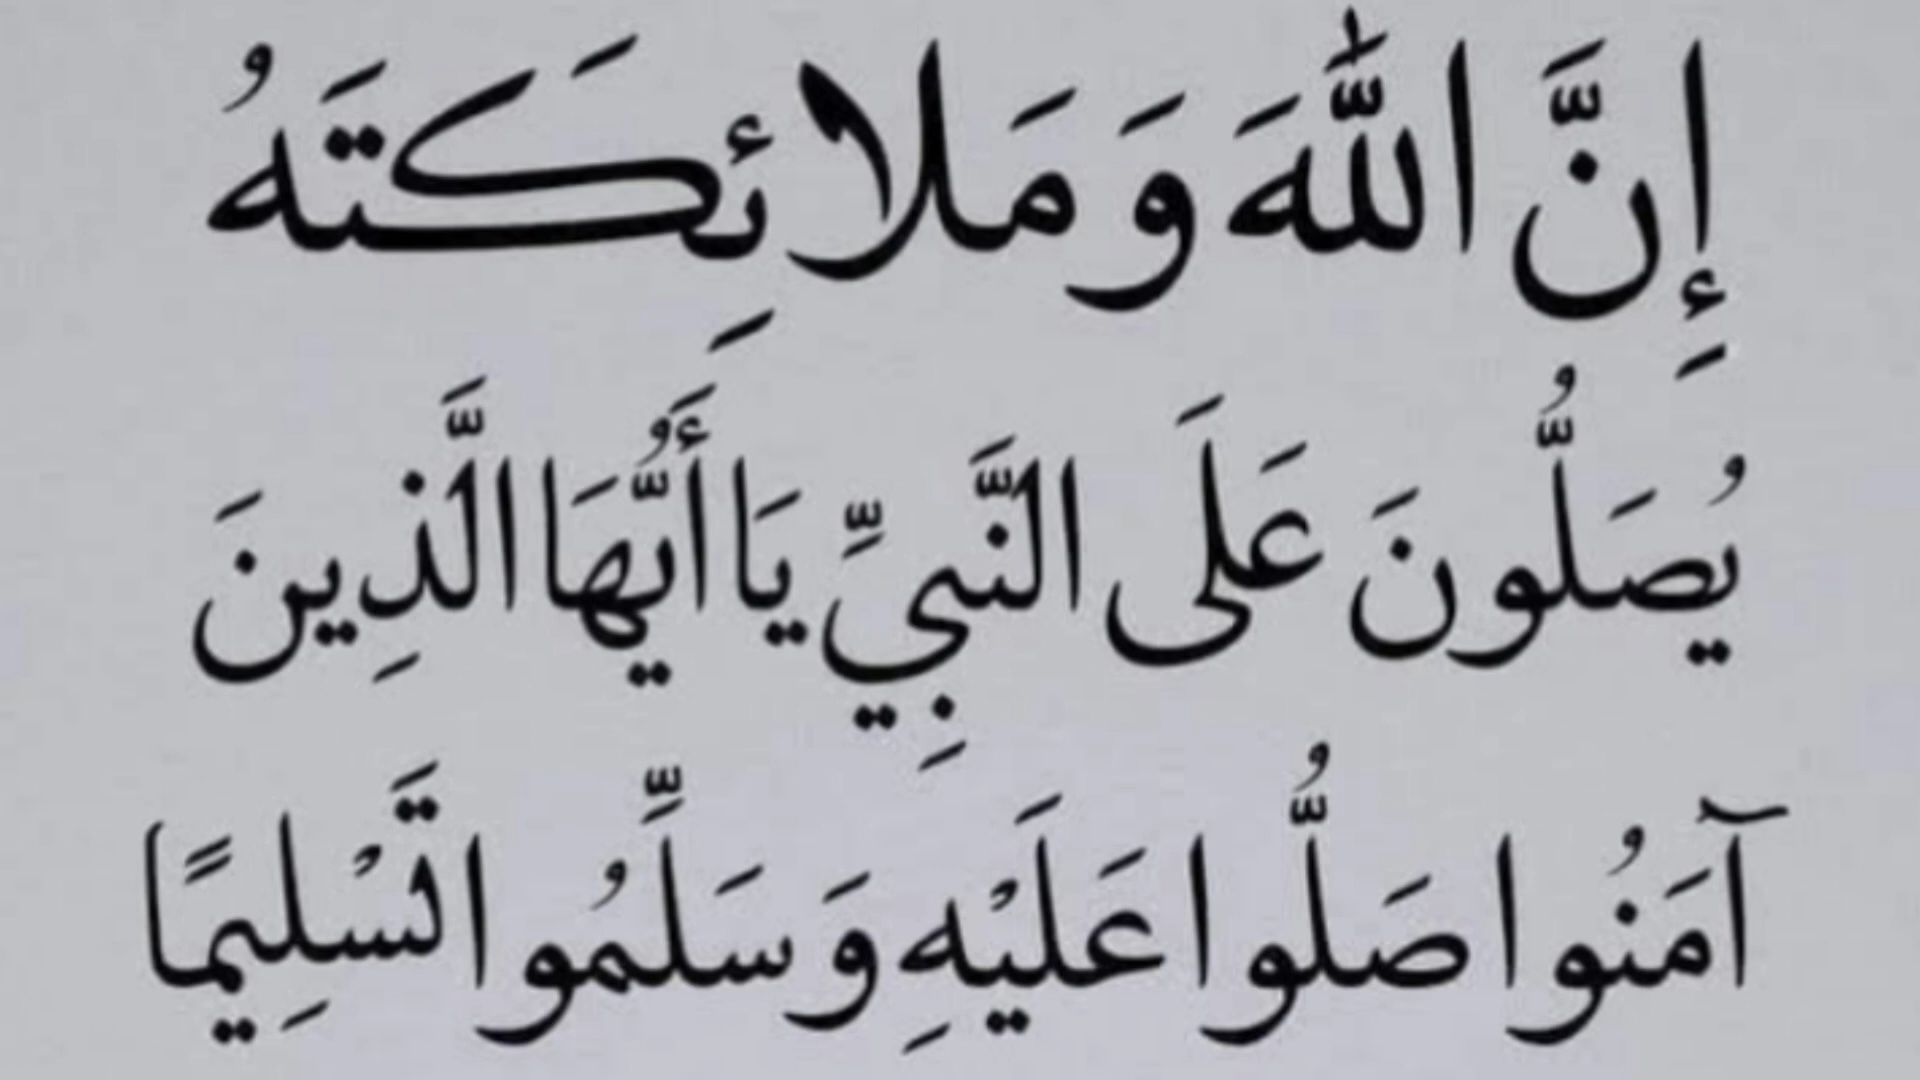 إِنَّ اللّٰهَ وَمَلائِكَتَهُ
يُصَلُّونَ عَلَى النَّبِيِّ يَا أَيُّهَا الَّذِينَ
آمَنُوا صَلُّوا عَلَيْهِ وَسَلِّمُوا تَسْلِيمًا